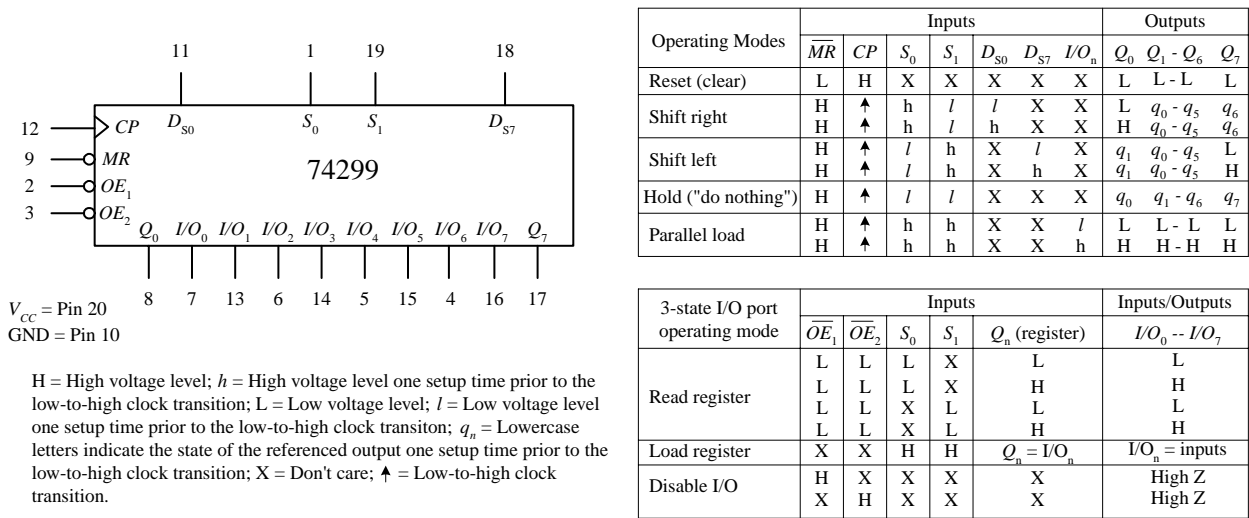 11 1 19 18
D_S0 S_0 S_1 D_S7
12 CP
9 MR
2 OE_1
3 OE_2
74299
Q_0 I/O_0 I/O_1 I/O_2 I/O_3 I/O_4 I/O_5 I/O_6 I/O_7 Q_7
8 7 13 6 14 5 15 4 16 17
V_CC = Pin 20
GND = Pin 10
H = High voltage level; h = High voltage level one setup time prior to the
low-to-high clock transition; L = Low voltage level; l = Low voltage level
one setup time prior to the low-to-high clock transiton; q_n = Lowercase
letters indicate the state of the referenced output one setup time prior to the
low-to-high clock transition; X = Don't care; ↑ = Low-to-high clock
transition.
Operating Modes Inputs Outputs
M̅R̅ CP S_0 S_1 D_S0 D_S7 I/O_n Q_0 Q_1 - Q_6 Q_7
Reset (clear) L H X X X X X L L - L L
Shift right
H ↑ h l l X X L q_0 - q_5 q_6
H ↑ h l h X X H q_0 - q_5 q_6
Shift left
H ↑ l h X l X q_1 q_0 - q_5 L
H ↑ l h X h X q_1 q_0 - q_5 H
Hold ("do nothing") H ↑ l l X X X q_0 q_1 - q_6 q_7
Parallel load
H ↑ h h X X l L L - L L
H ↑ h h X X h H H - H H
3-state I/O port
operating mode
Inputs Inputs/Outputs
O̅E̅_1 O̅E̅_2 S_0 S_1 Q_n (register) I/O_0 -- I/O_7
Read register
L L L X L L
L L L X H H
L L X L L L
L L X L H H
Load register X X H H Q_n = I/O_n I/O_n = inputs
Disable I/O
H X X X X High Z
X H X X X High Z